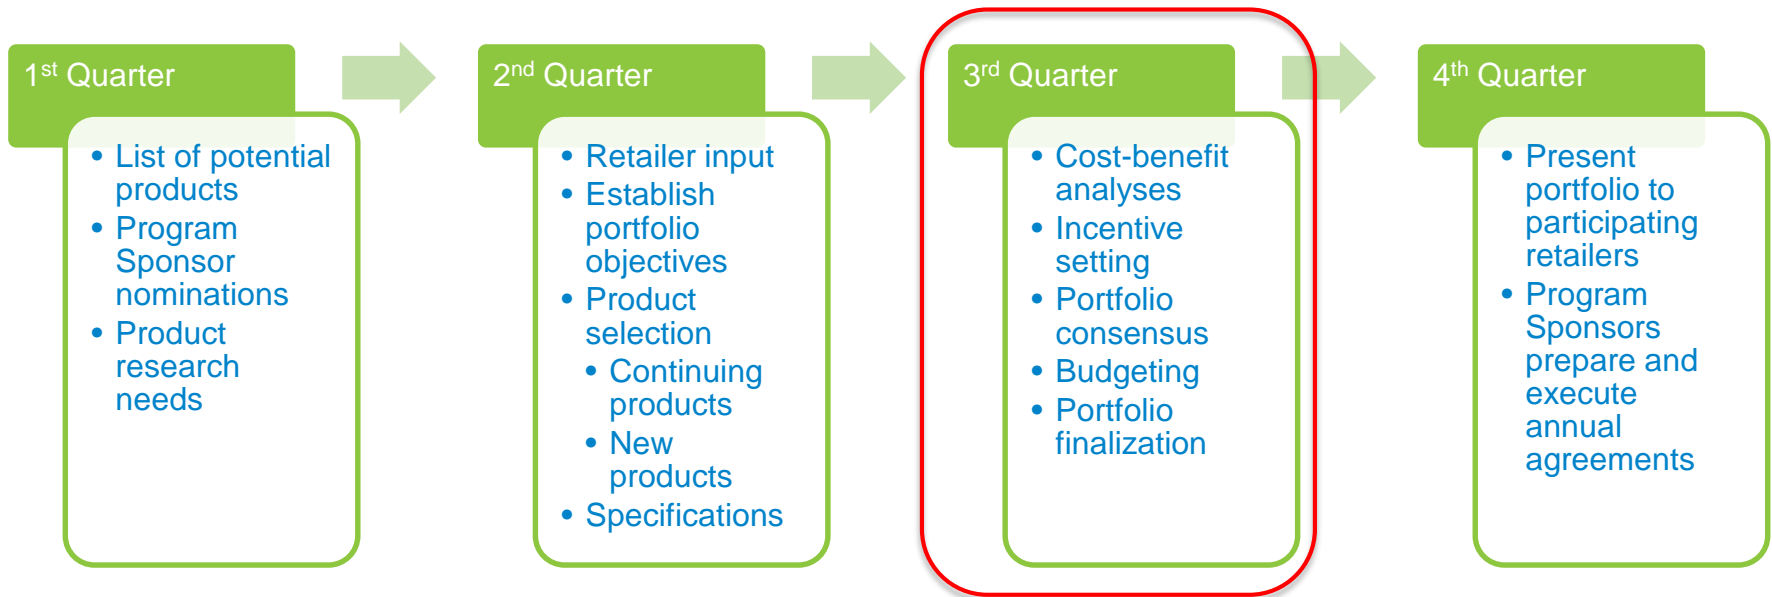 1st Quarter
• List of potential
products
• Program
Sponsor
nominations
• Product
research
needs
2nd Quarter
• Retailer input
• Establish
portfolio
objectives
• Product
selection
• Continuing
products
• New
products
• Specifications
3rd Quarter
• Cost-benefit
analyses
• Incentive
setting
• Portfolio
consensus
• Budgeting
• Portfolio
finalization
4th Quarter
• Present
portfolio to
participating
retailers
• Program
Sponsors
prepare and
execute
annual
agreements